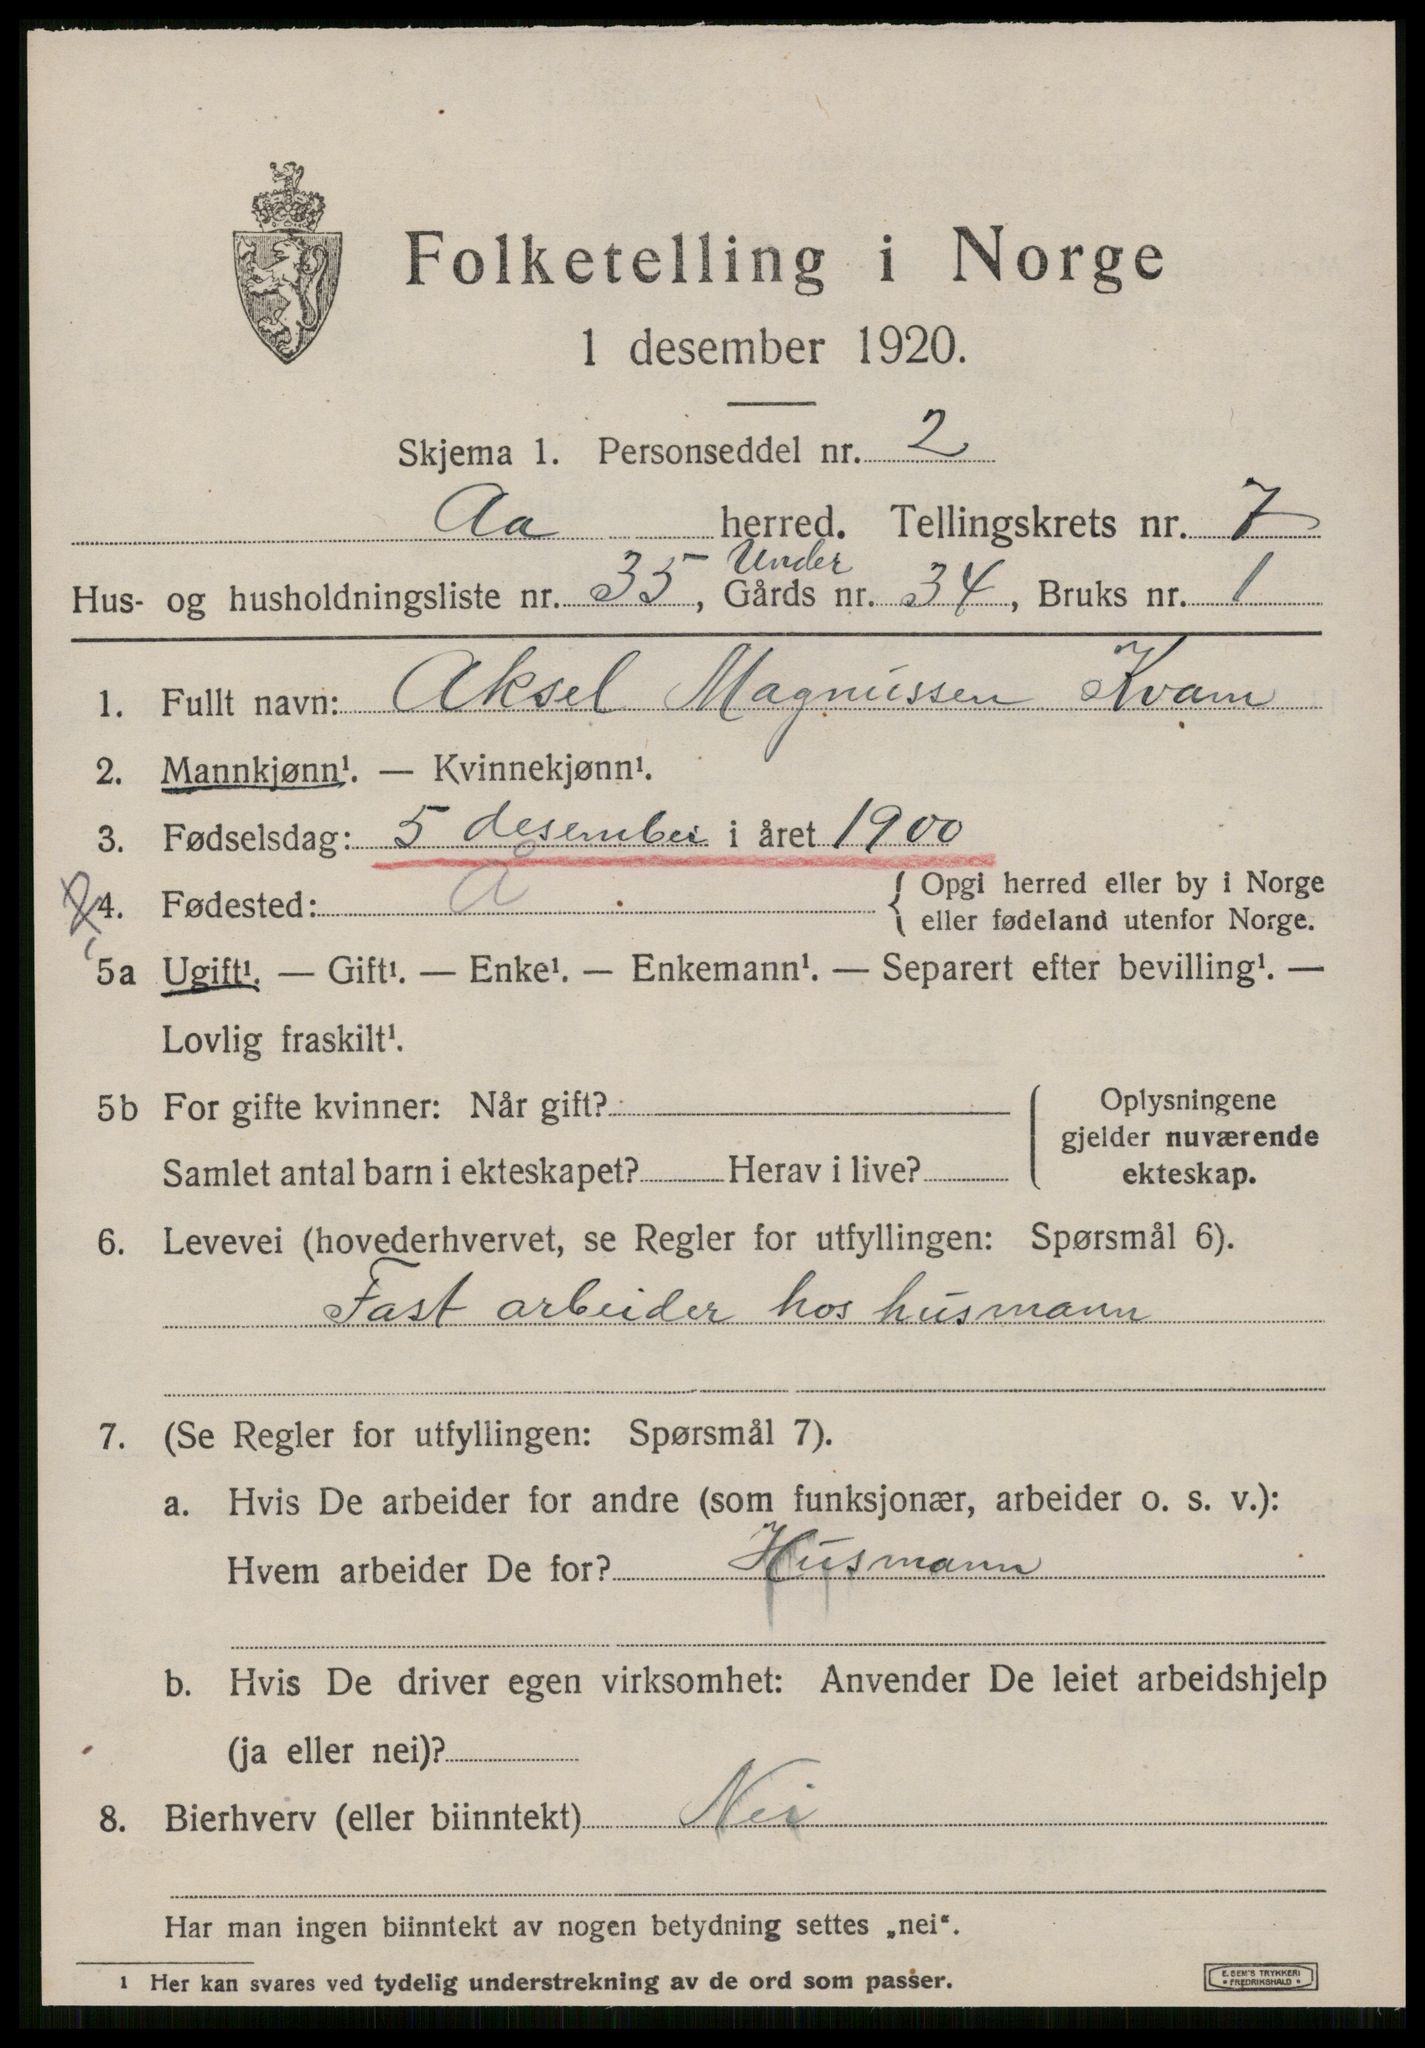 Folketelling i Norge
1 desember 1920.
Skjema 1. Personseddel nr. 2
Aa herred. Tellingskrets nr. 7
Under
Hus- og husholdningsliste nr. 35, Gårds nr. 34, Bruks nr. 1
1. Fullt navn: Aksel Magnussen Kvam
2. Mannkjønn¹. — Kvinnekjønn¹.
3. Fødselsdag: 5 desember i året 1900
4. Fødested: Å { Opgi herred eller by i Norge
eller fødeland utenfor Norge.
5a Ugift¹. — Gift¹. — Enke¹. — Enkemann¹. — Separert efter bevilling¹. —
Lovlig fraskilt¹.
5b For gifte kvinner: Når gift?
Samlet antal barn i ekteskapet? Herav i live?
Oplysningene
gjelder nuværende
ekteskap.
6. Levevei (hovederhvervet, se Regler for utfyllingen: Spørsmål 6).
Fast arbeider hos husmann
7. (Se Regler for utfyllingen: Spørsmål 7).
a. Hvis De arbeider for andre (som funksjonær, arbeider o. s. v.):
Hvem arbeider De for? Husmann
b. Hvis De driver egen virksomhet: Anvender De leiet arbeidshjelp
(ja eller nei)?
8. Bierhverv (eller biinntekt) Nei
Har man ingen biinntekt av nogen betydning settes „nei“.
1 Her kan svares ved tydelig understrekning av de ord som passer.
E. SEM'S TRYKKERI
• FREDRIKSHALD •